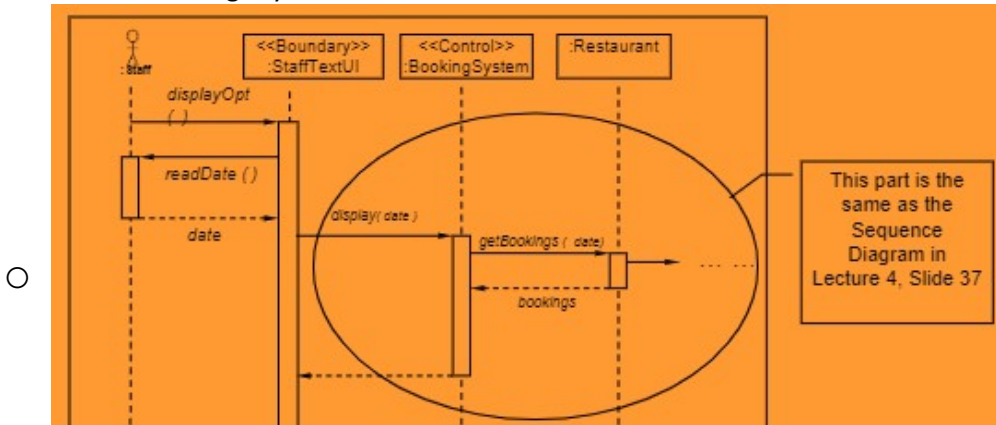 <<Boundary>>
:StaffTextUI
<<Control>>
:BookingSystem
:Restaurant
: Staff
displayOpt
( )
readDate ( )
date
display( date )
getBookings ( date)
... ...
bookings
This part is the
same as the
Sequence
Diagram in
Lecture 4, Slide 37